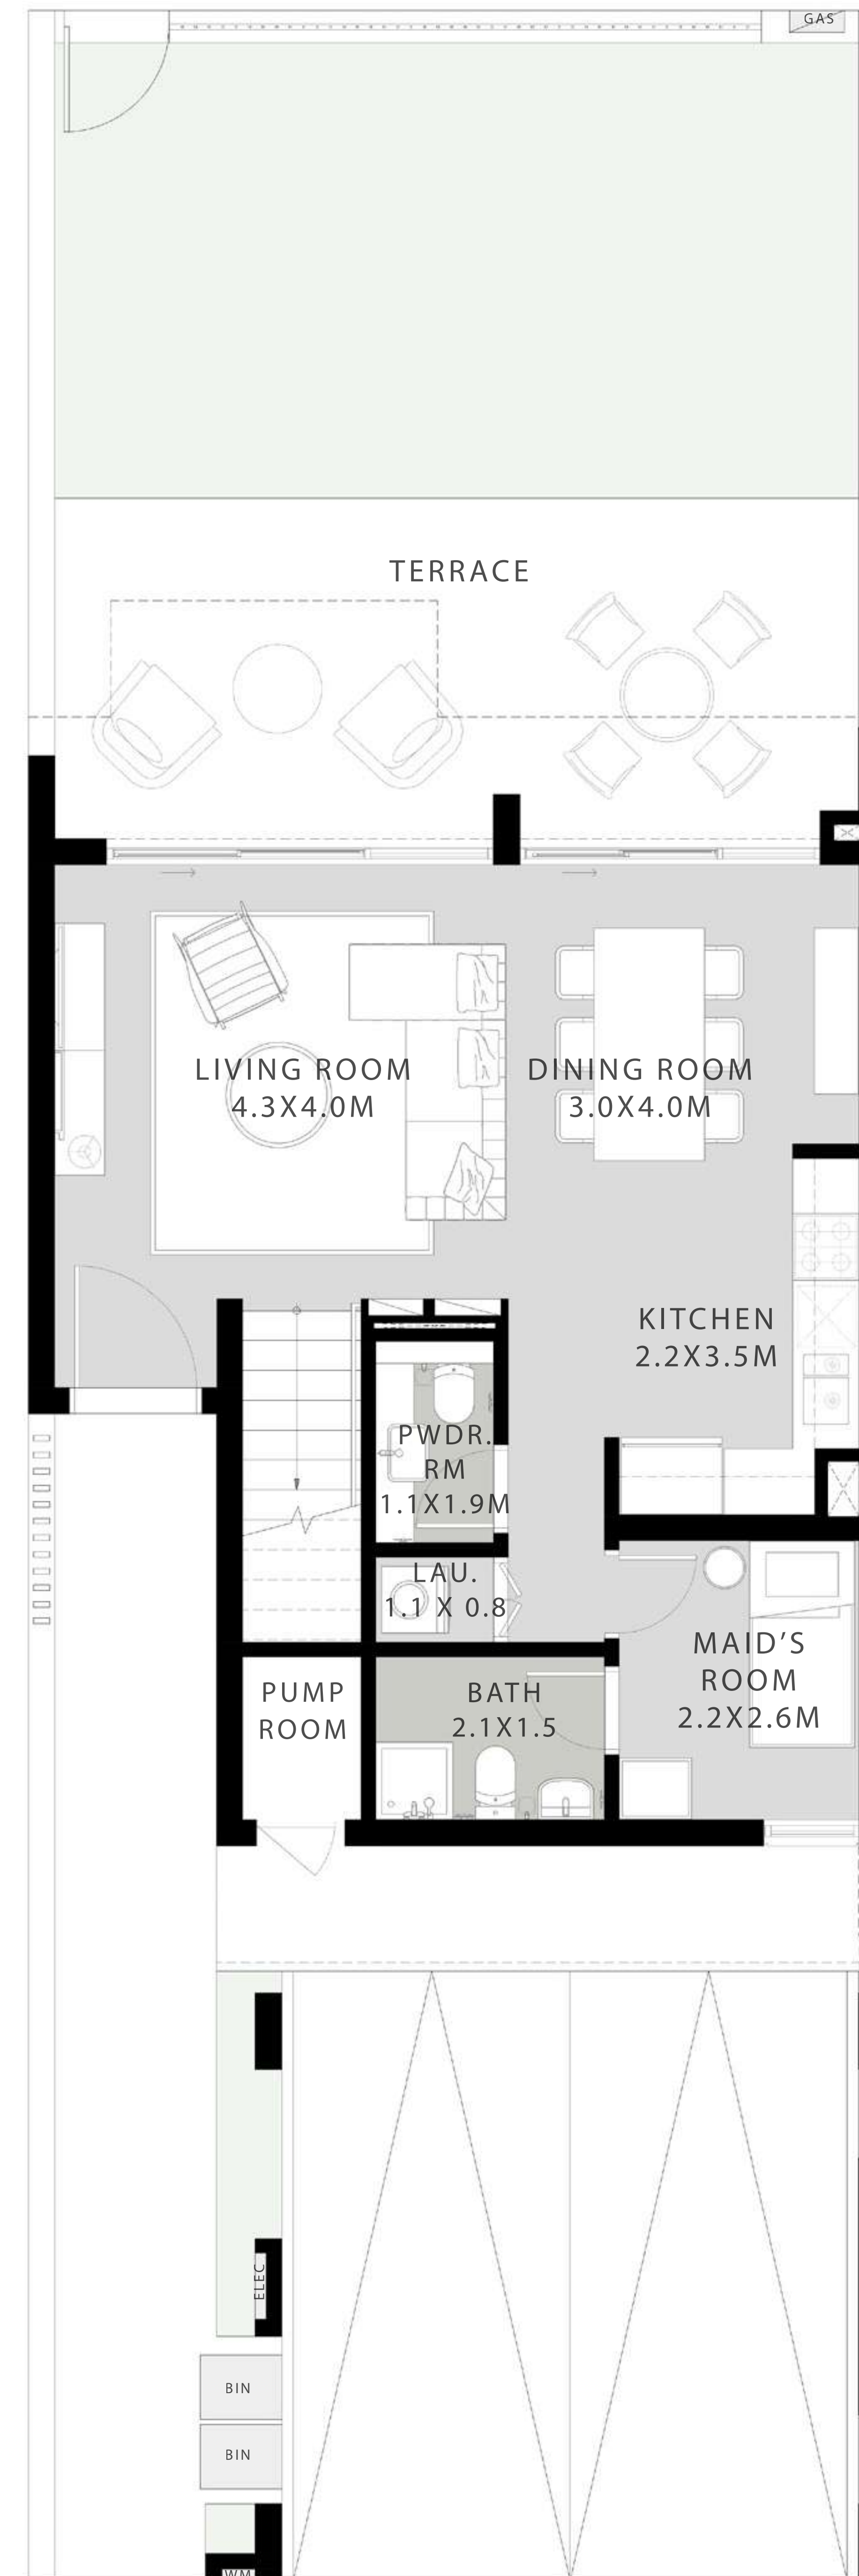 GAS
TERRACE
LIVING ROOM
4.3X4.0M
DINING ROOM
3.0X4.0M
KITCHEN
2.2X3.5M
PWDR.
RM
1.1X1.9M
LAU.
1.1 X 0.8
MAID'S
ROOM
2.2X2.6M
PUMP
ROOM
BATH
2.1X1.5
ELEC
BIN
BIN
WM